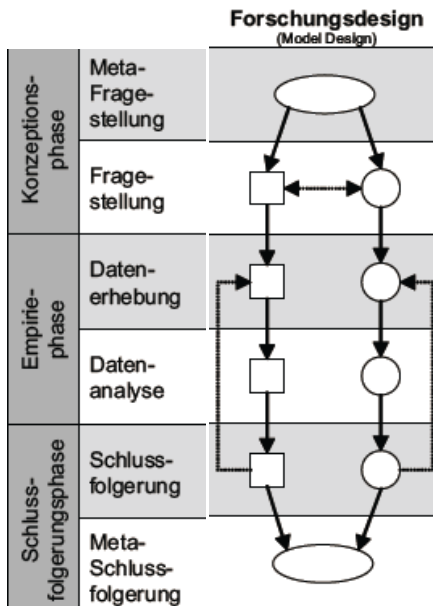 Forschungsdesign
(Model Design)
Konzeptions-
phase
Meta-
Frage-
stellung
Frage-
stellung
Empirie-
phase
Daten-
erhebung
Daten-
analyse
Schluss-
folgerungsphase
Schluss-
folgerung
Meta-
Schluss-
folgerung